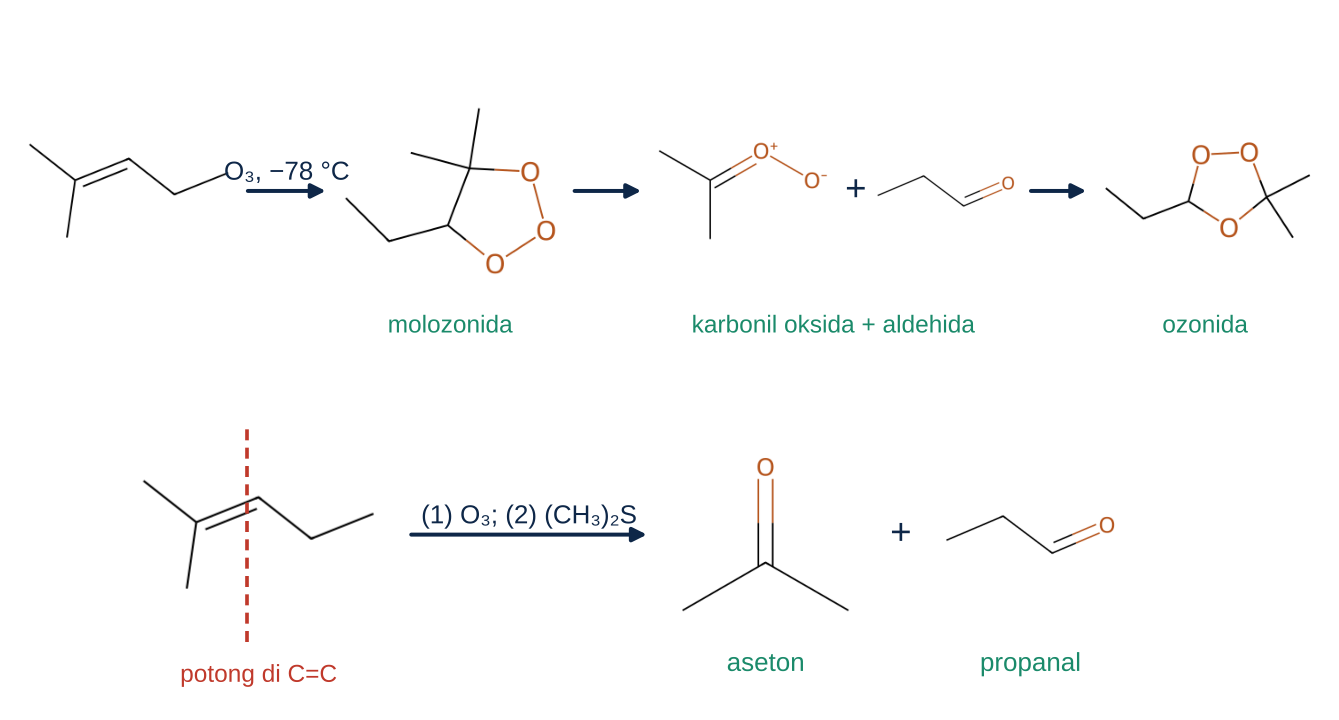 O₃, −78 °C
O
O
O
molozonida
O⁺
O⁻
+
O
karbonil oksida + aldehida
O
O
O
ozonida
potong di C=C
(1) O₃; (2) (CH₃)₂S
O
aseton
+
O
propanal